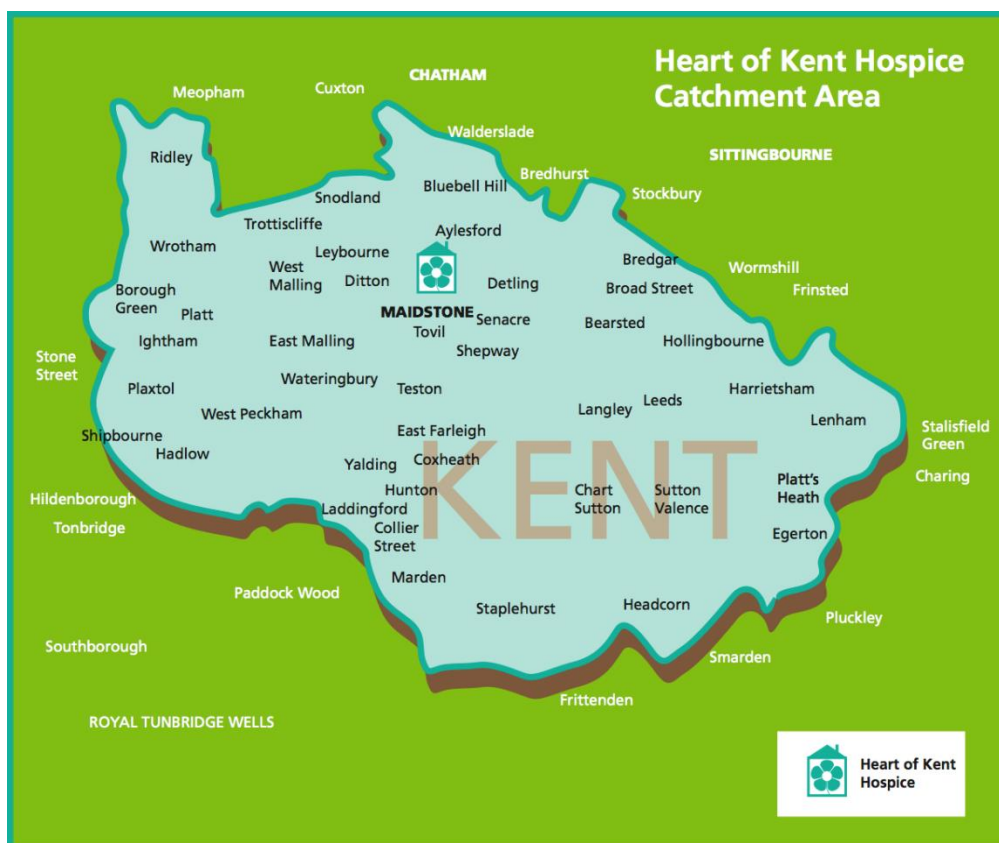 Heart of Kent Hospice
Catchment Area
CHATHAM
Cuxton
Meopham
Walderslade
SITTINGBOURNE
Ridley
Bredhurst
Bluebell Hill
Stockbury
Snodland
Trottiscliffe
Aylesford
Wrotham
Leybourne
Bredgar
Wormshill
West
Malling
Ditton
Detling
Broad Street
Frinsted
Borough
Green
Platt
MAIDSTONE
Tovil
Senacre
Bearsted
Ightham
East Malling
Shepway
Hollingbourne
Stone
Street
Plaxtol
Wateringbury
Teston
Harrietsham
West Peckham
Langley
Leeds
Lenham
Shipbourne
East Farleigh
Stalisfield
Green
Hadlow
Yalding
Coxheath
KENT
Charing
Hildenborough
Hunton
Chart
Sutton
Sutton
Valence
Platt's
Heath
Laddingford
Tonbridge
Collier
Street
Egerton
Marden
Paddock Wood
Staplehurst
Headcorn
Pluckley
Southborough
Smarden
Frittenden
ROYAL TUNBRIDGE WELLS
Heart of Kent
Hospice